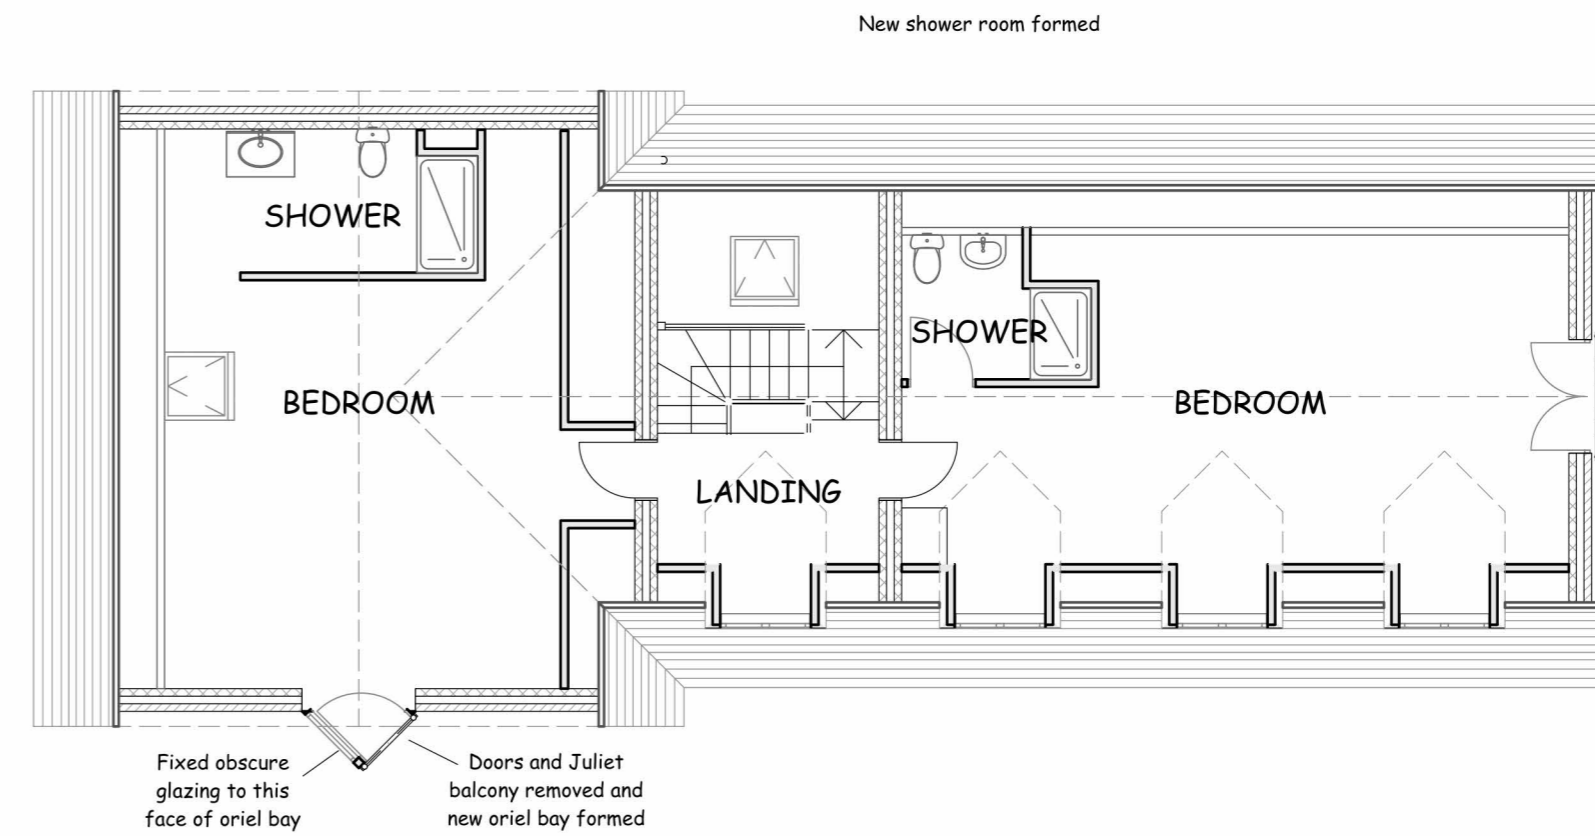 New shower room formed
SHOWER
SHOWER
BEDROOM
BEDROOM
LANDING
Fixed obscure
glazing to this
face of oriel bay
Doors and Juliet
balcony removed and
new oriel bay formed